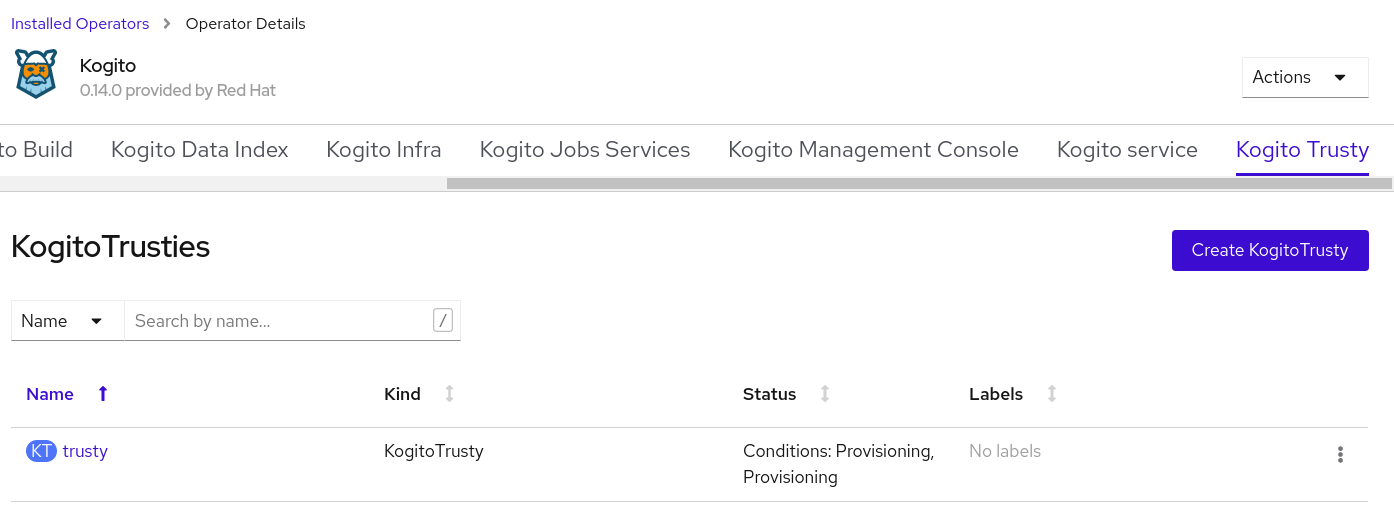 Installed Operators > Operator Details
Kogito
0.14.0 provided by Red Hat
Actions
to Build Kogito Data Index Kogito Infra Kogito Jobs Services Kogito Management Console Kogito service Kogito Trusty
KogitoTrusties
Create KogitoTrusty
Name Search by name... /
Name Kind Status Labels
KT trusty KogitoTrusty Conditions: Provisioning, No labels
Provisioning